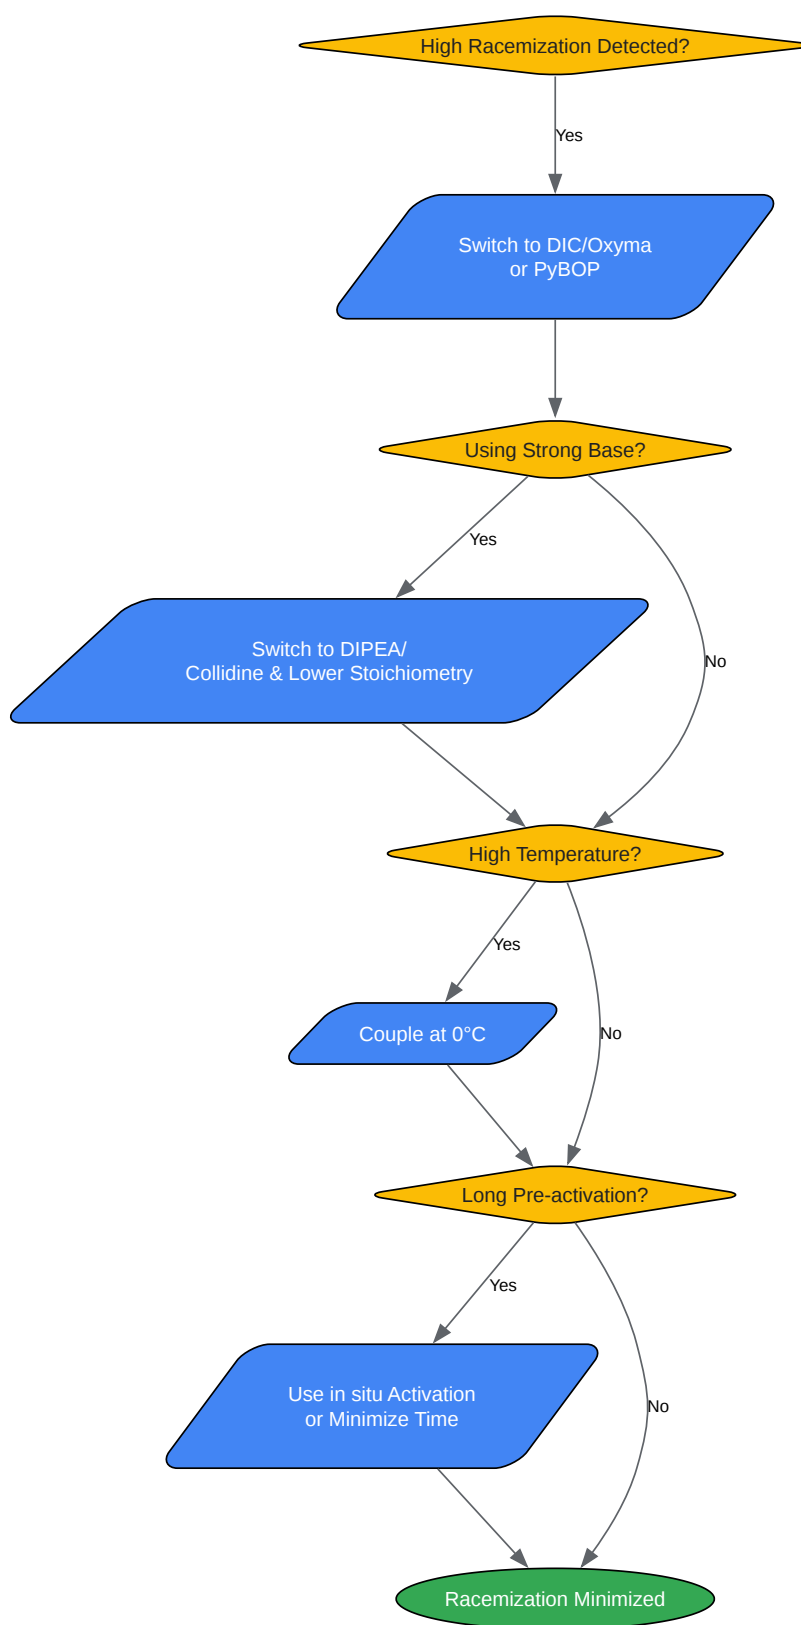 High Racemization Detected?
Yes
Switch to DIC/Oxyma
or PyBOP
Using Strong Base?
Yes
Switch to DIPEA/
Collidine & Lower Stoichiometry
No
High Temperature?
Yes
Couple at 0°C
No
Long Pre-activation?
Yes
Use in situ Activation
or Minimize Time
No
Racemization Minimized